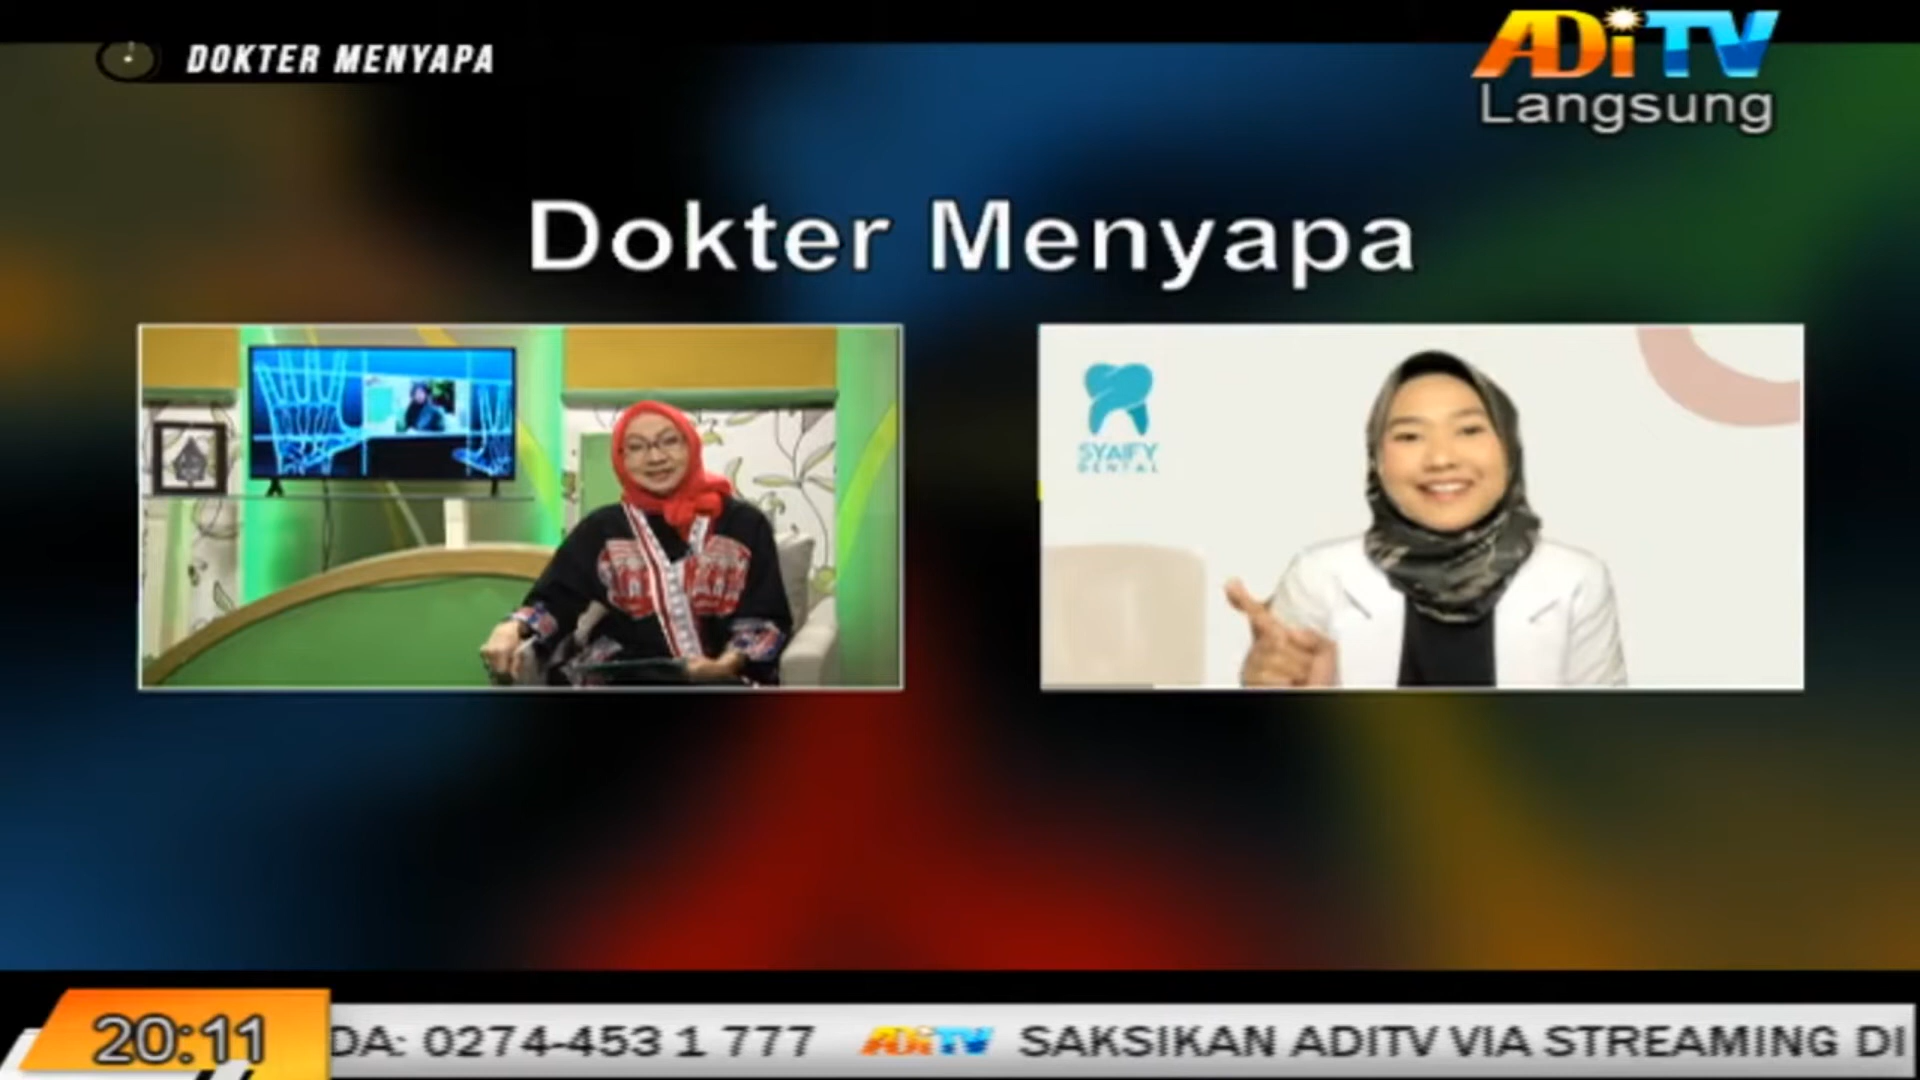 DOKTER MENYAPA
ADiTV
Langsung
Dokter Menyapa
SYAIFY
DENTAL
20:11
DA: 0274-453 1 777 ADiTV SAKSIKAN ADITV VIA STREAMING DI